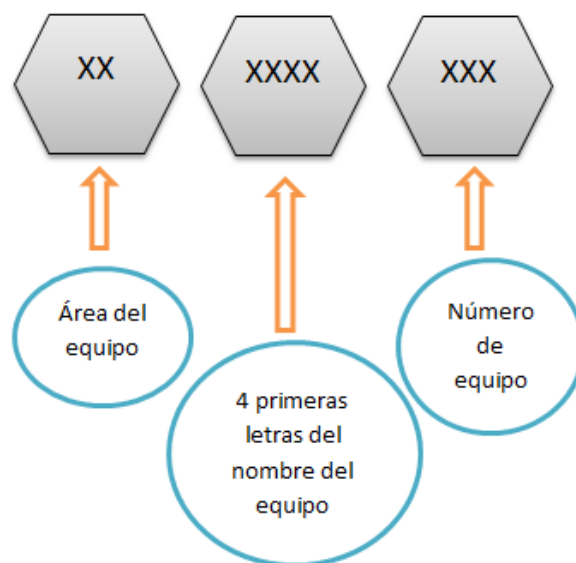 XX
XXXX
XXX
Área del
equipo
4 primeras
letras del
nombre del
equipo
Número
de
equipo